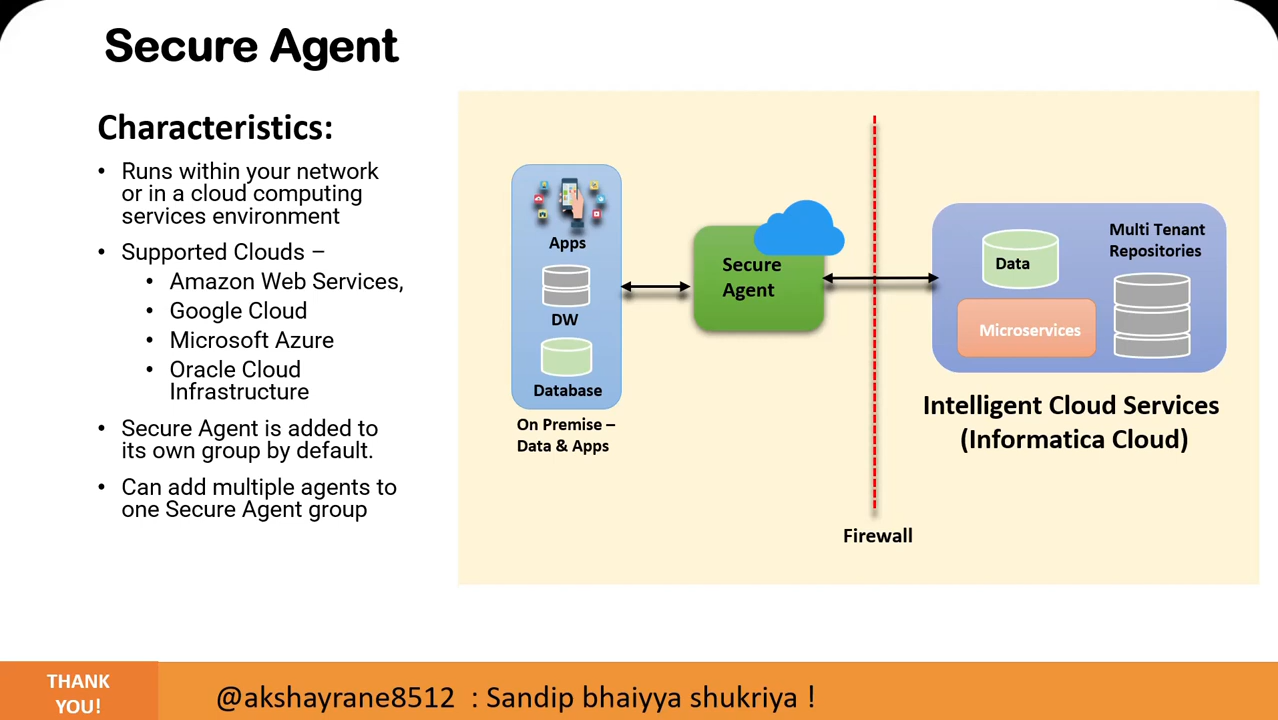 Secure Agent
Characteristics:
• Runs within your network
or in a cloud computing
services environment
• Supported Clouds –
• Amazon Web Services,
• Google Cloud
• Microsoft Azure
• Oracle Cloud
Infrastructure
• Secure Agent is added to
its own group by default.
• Can add multiple agents to
one Secure Agent group
Apps
DW
Database
On Premise –
Data & Apps
Secure
Agent
Firewall
Data
Microservices
Multi Tenant
Repositories
Intelligent Cloud Services
(Informatica Cloud)
THANK
YOU!
@akshayrane8512 : Sandip bhaiyya shukriya !